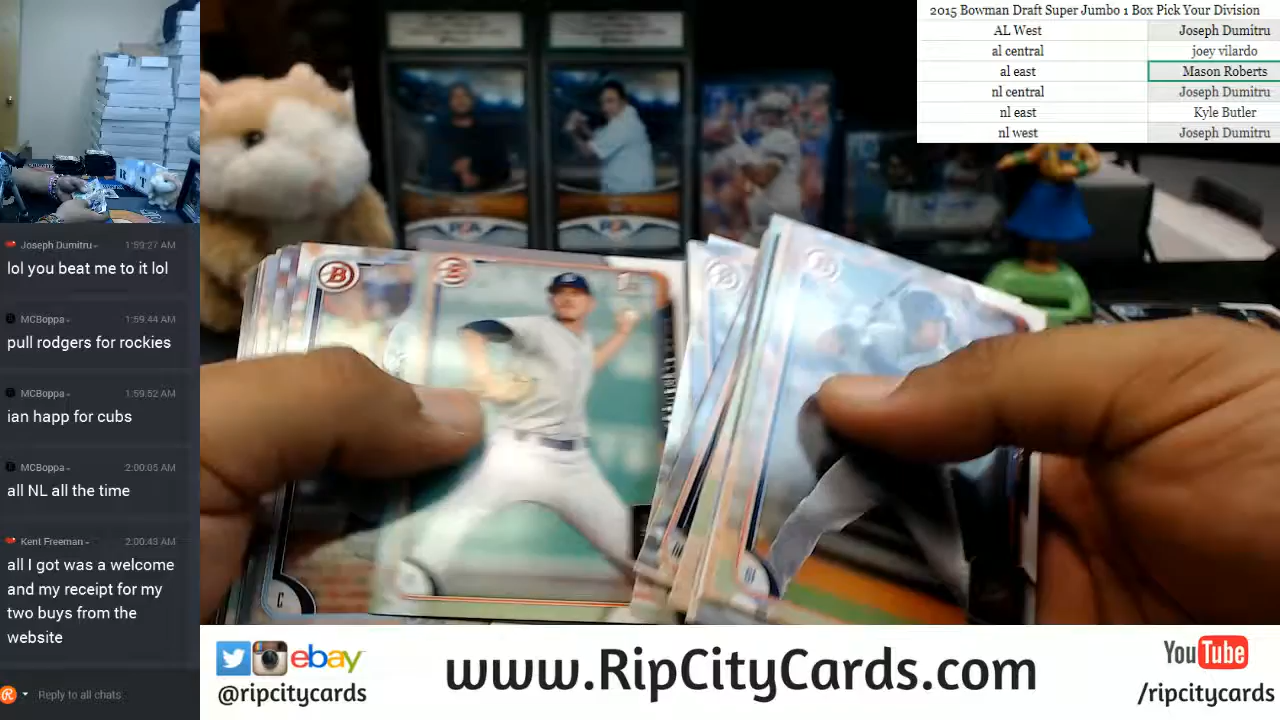 2015 Bowman Draft Super Jumbo 1 Box Pick Your Division
AL West Joseph Dumitru
al central joey vilardo
al east Mason Roberts
nl central Joseph Dumitru
nl east Kyle Butler
nl west Joseph Dumitru
Joseph Dumitru 1:59:27 AM
lol you beat me to it lol
MCBoppa 1:59:44 AM
pull rodgers for rockies
MCBoppa 1:59:52 AM
ian happ for cubs
MCBoppa 2:00:05 AM
all NL all the time
Kent Freeman 2:00:43 AM
all I got was a welcome
and my receipt for my
two buys from the
website
Reply to all chats
B
B
C
ebay
@ripcitycards
www.RipCityCards.com
YouTube
/ripcitycards